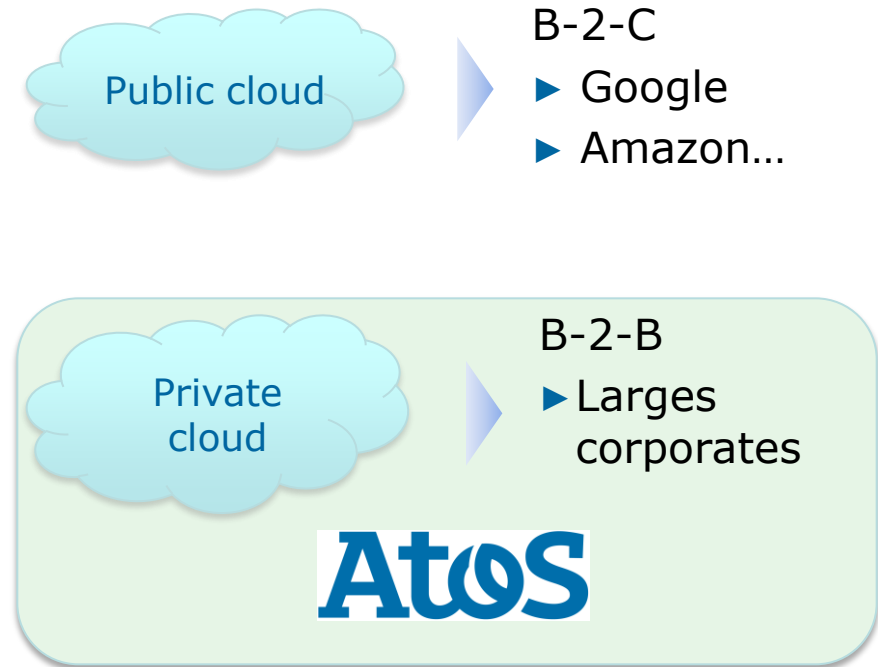 Public cloud
B-2-C
► Google
► Amazon…
Private
cloud
B-2-B
► Larges
corporates
Atos